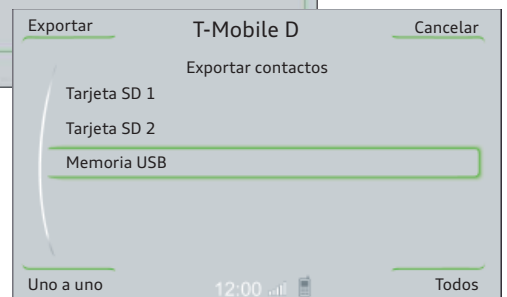 Exportar T-Mobile D Cancelar
Exportar contactos
Tarjeta SD 1
Tarjeta SD 2
Memoria USB
Uno a uno 12:00 Todos